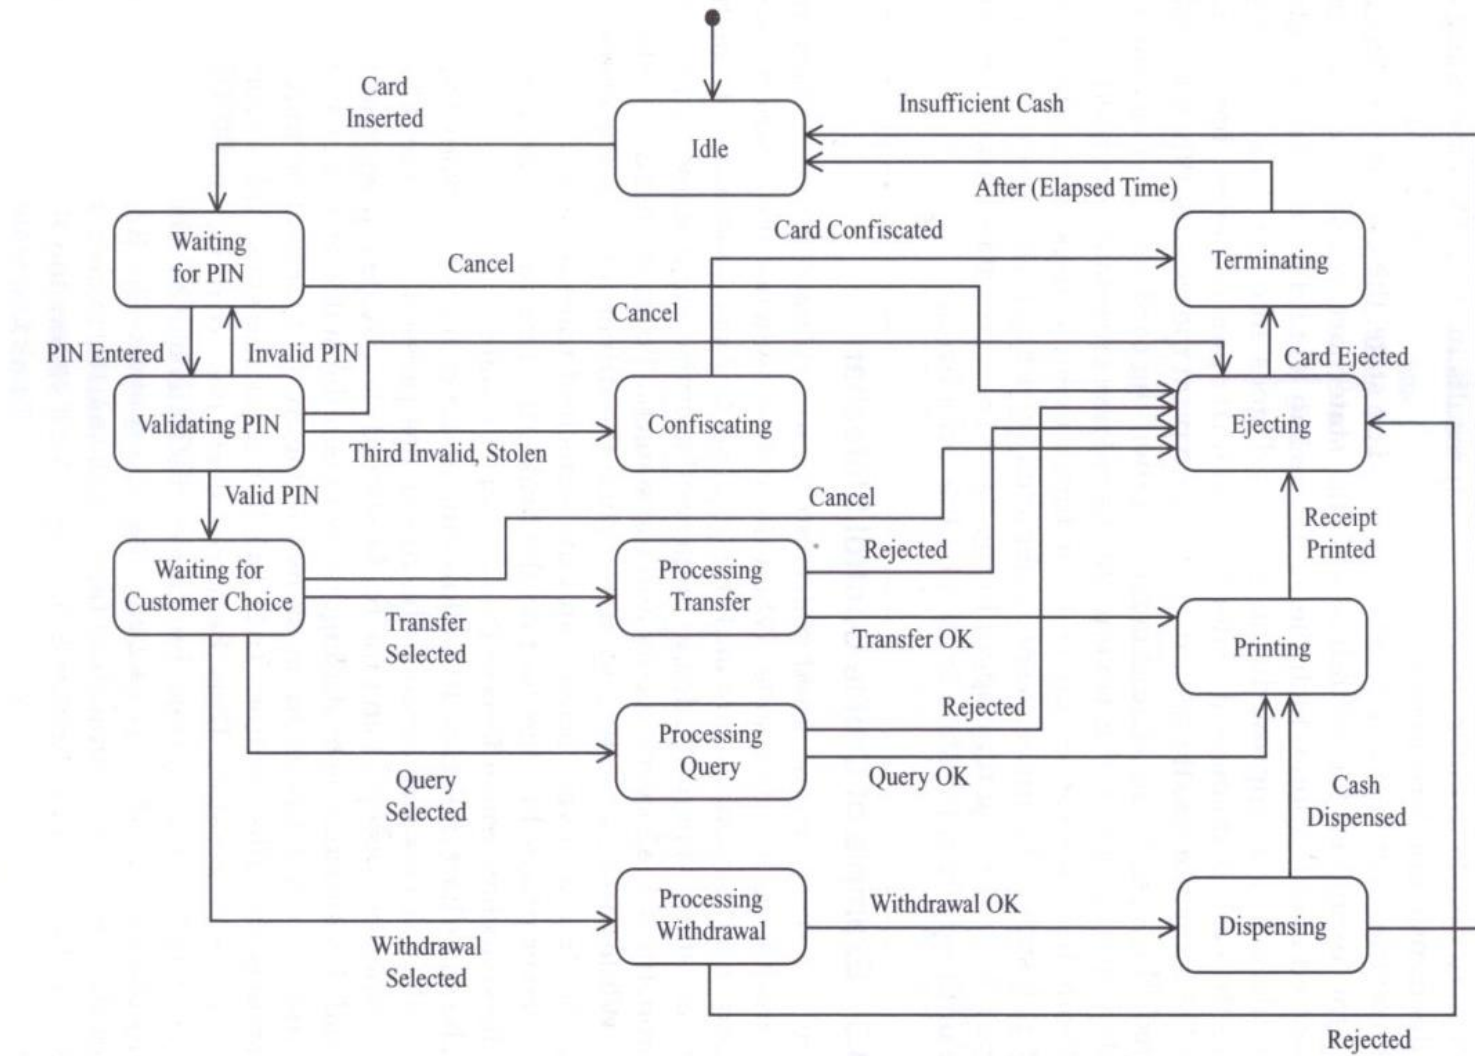 Card
Inserted
Idle
Insufficient Cash
After (Elapsed Time)
Waiting
for PIN
Cancel
Card Confiscated
Terminating
Cancel
PIN Entered
Invalid PIN
Card Ejected
Validating PIN
Third Invalid, Stolen
Confiscating
Ejecting
Valid PIN
Cancel
Receipt
Printed
Waiting for
Customer Choice
Transfer
Selected
Processing
Transfer
Rejected
Transfer OK
Printing
Query
Selected
Processing
Query
Rejected
Query OK
Cash
Dispensed
Withdrawal
Selected
Processing
Withdrawal
Withdrawal OK
Dispensing
Rejected